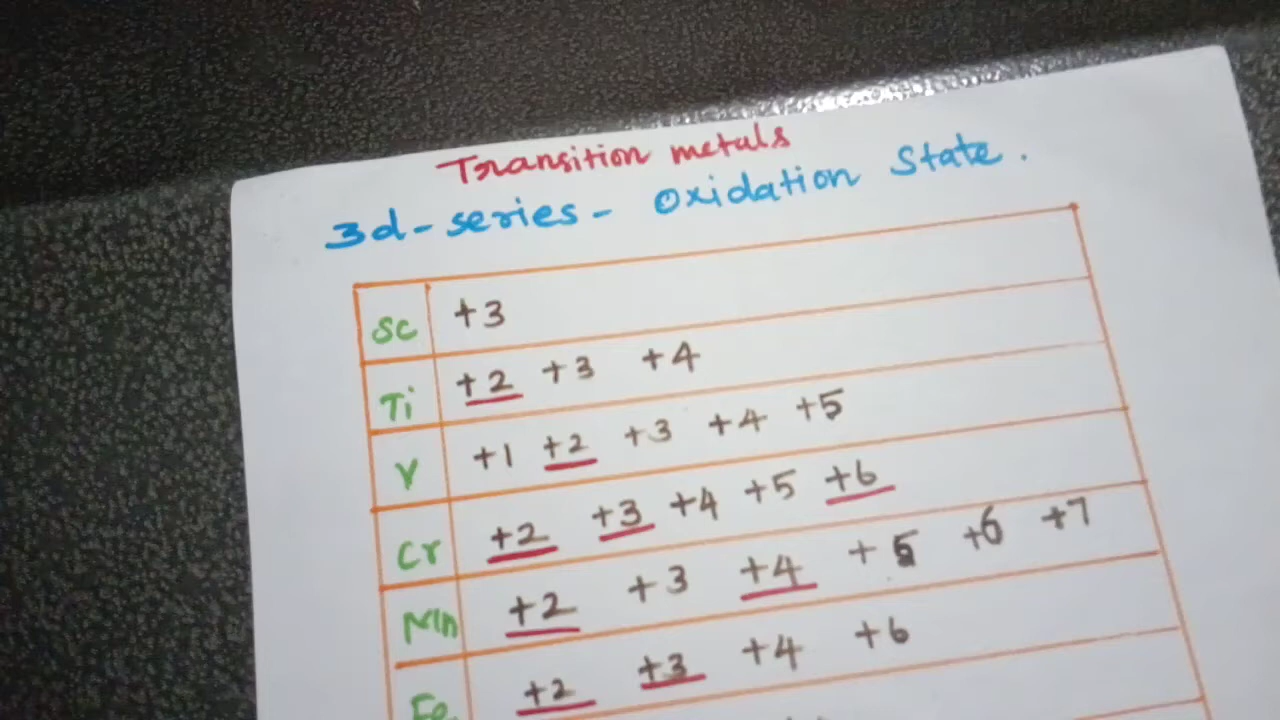 Transition metals
3d-series- Oxidation State.
Sc +3
Ti +2 +3 +4
V +1 +2 +3 +4 +5
Cr +2 +3 +4 +5 +6
Mn +2 +3 +4 +5 +6 +7
Fe +2 +3 +4 +6